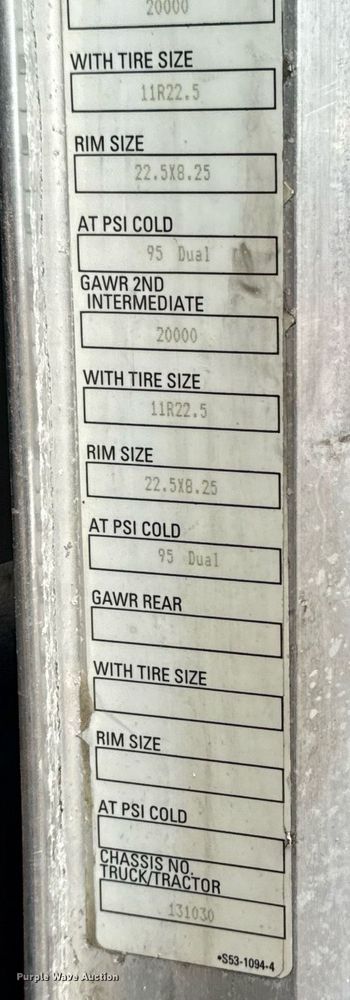 20000
WITH TIRE SIZE
11R22.5
RIM SIZE
22.5X8.25
AT PSI COLD
95 Dual
GAWR 2ND
INTERMEDIATE
20000
WITH TIRE SIZE
11R22.5
RIM SIZE
22.5X8.25
AT PSI COLD
95 Dual
GAWR REAR
WITH TIRE SIZE
RIM SIZE
AT PSI COLD
CHASSIS NO.
TRUCK/TRACTOR
131030
•S53-1094-4
Purple Wave Auction